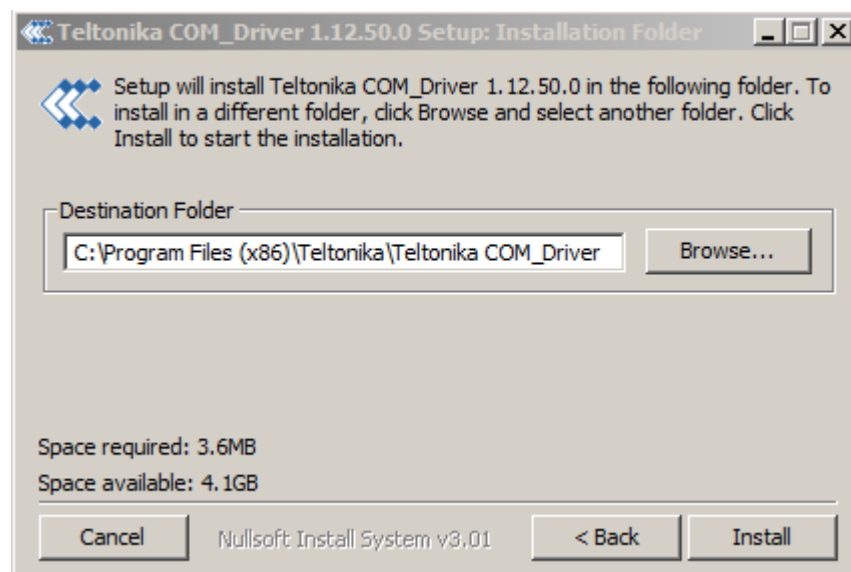 Teltonika COM_Driver 1.12.50.0 Setup: Installation Folder
Setup will install Teltonika COM_Driver 1.12.50.0 in the following folder. To
install in a different folder, click Browse and select another folder. Click
Install to start the installation.
Destination Folder
C:\Program Files (x86)\Teltonika\Teltonika COM_Driver
Browse...
Space required: 3.6MB
Space available: 4.1GB
Cancel
Nullsoft Install System v3.01
< Back
Install